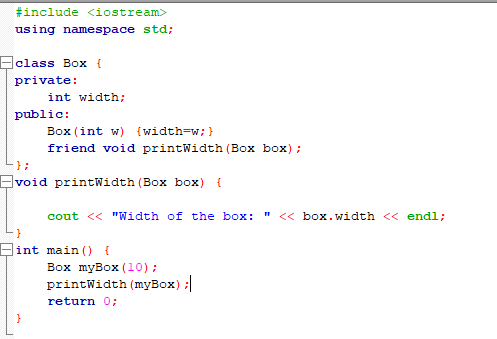 #include <iostream>
using namespace std;

class Box {
private:
    int width;
public:
    Box(int w) {width=w;}
    friend void printWidth(Box box);
};
void printWidth(Box box) {

    cout << "Width of the box: " << box.width << endl;
}
int main() {
    Box myBox(10);
    printWidth(myBox);
    return 0;
}